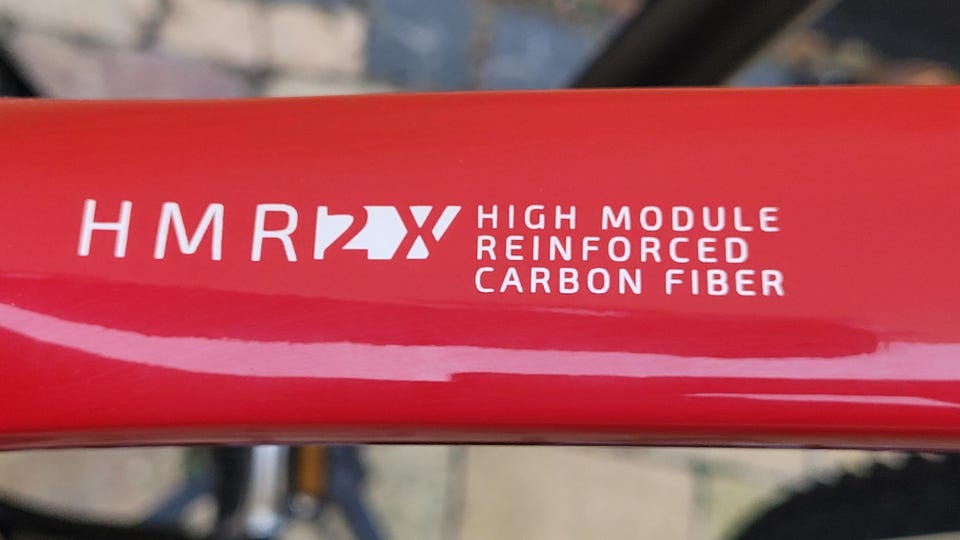 HMR2X HIGH MODULE
REINFORCED
CARBON FIBER